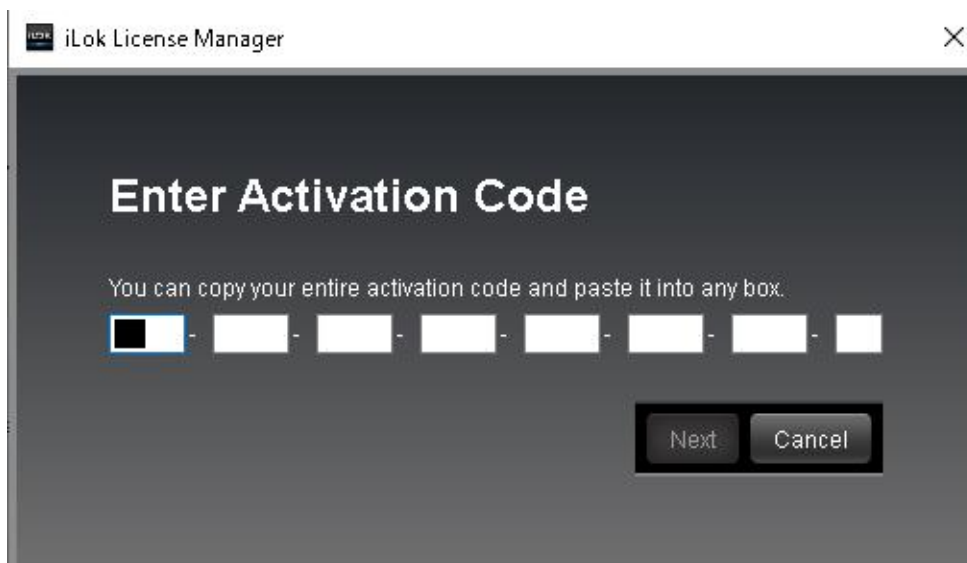 iLok License Manager
Enter Activation Code
You can copy your entire activation code and paste it into any box.
- - - - - - -
Next Cancel